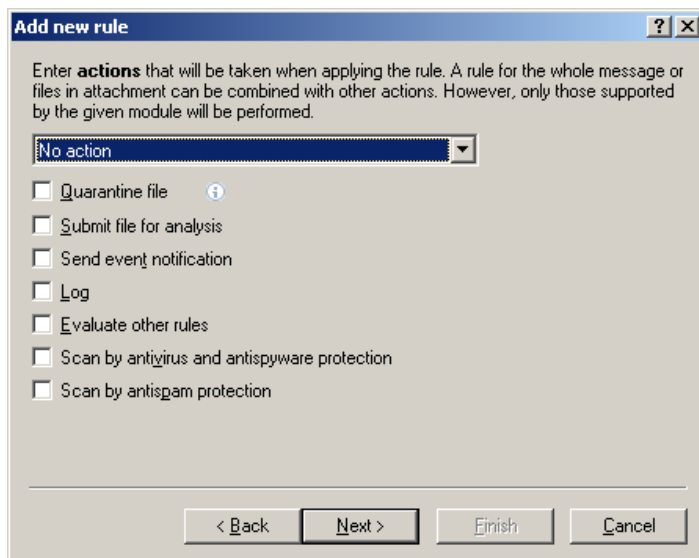 Add new rule
Enter actions that will be taken when applying the rule. A rule for the whole message or
files in attachment can be combined with other actions. However, only those supported
by the given module will be performed.
No action
Quarantine file
Submit file for analysis
Send event notification
Log
Evaluate other rules
Scan by antivirus and antispyware protection
Scan by antispam protection
< Back Next > Finish Cancel